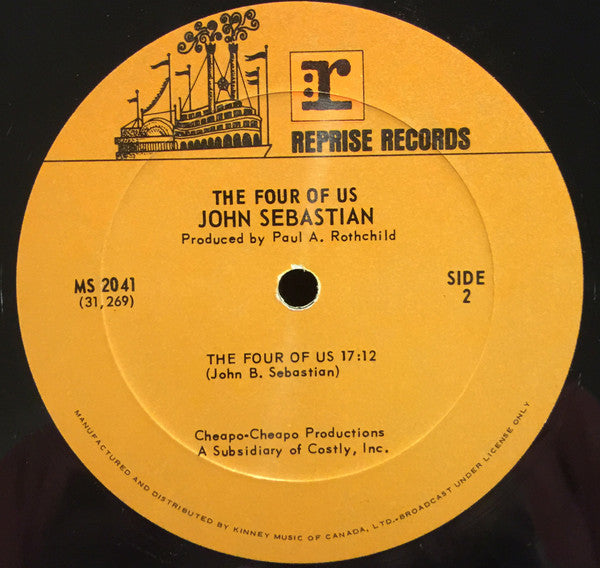 r
REPRISE RECORDS
THE FOUR OF US
JOHN SEBASTIAN
Produced by Paul A. Rothchild
MS 2041
(31,269)
SIDE
2
THE FOUR OF US 17:12
(John B. Sebastian)
Cheapo-Cheapo Productions
A Subsidiary of Costly, Inc.
MANUFACTURED AND DISTRIBUTED BY KINNEY MUSIC OF CANADA, LTD.•BROADCAST UNDER LICENSE ONLY